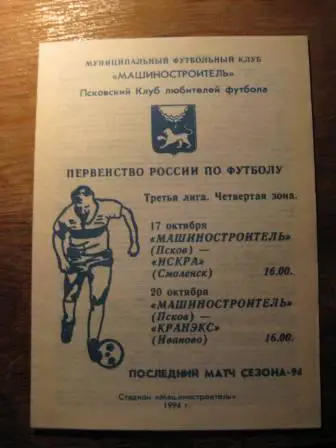 МУНИЦИПАЛЬНЫЙ ФУТБОЛЬНЫЙ КЛУБ
«МАШИНОСТРОИТЕЛЬ»
Псковский Клуб любителей футбола
ПЕРВЕНСТВО РОССИИ ПО ФУТБОЛУ
Третья лига. Четвертая зона.
17 октября
«МАШИНОСТРОИТЕЛЬ»
(Псков) —
«ИСКРА»
(Смоленск) 16.00.
20 октября
«МАШИНОСТРОИТЕЛЬ»
(Псков) —
«КРАНЭКС»
(Иваново) 16.00.
ПОСЛЕДНИЙ МАТЧ СЕЗОНА-94
Стадион «Машиностроитель»
1994 г.